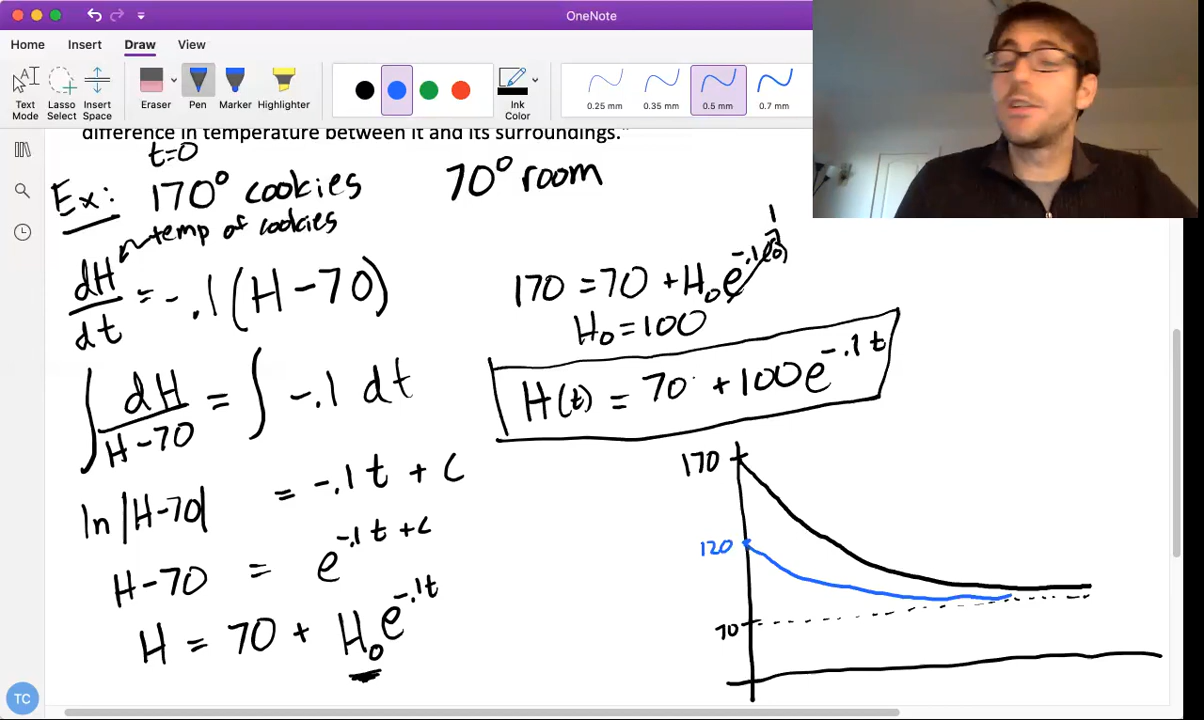 OneNote
Home Insert Draw View
Text Mode
Lasso Select
Insert Space
Eraser
Pen
Marker
Highlighter
Ink Color
0.25 mm
0.35 mm
0.5 mm
0.7 mm
difference in temperature between it and its surroundings."
t=0
Ex: 170° cookies 70° room
temp of cookies
dH/dt = -.1(H-70)
∫ dH/(H-70) = ∫ -.1 dt
ln|H-70| = -.1t + c
H-70 = e^(-.1t+c)
H = 70 + H₀e^(-.1t)
1
170 = 70 + H₀e^(-.1(0))
H₀ = 100
H(t) = 70 + 100e^(-.1t)
170
120
70
TC